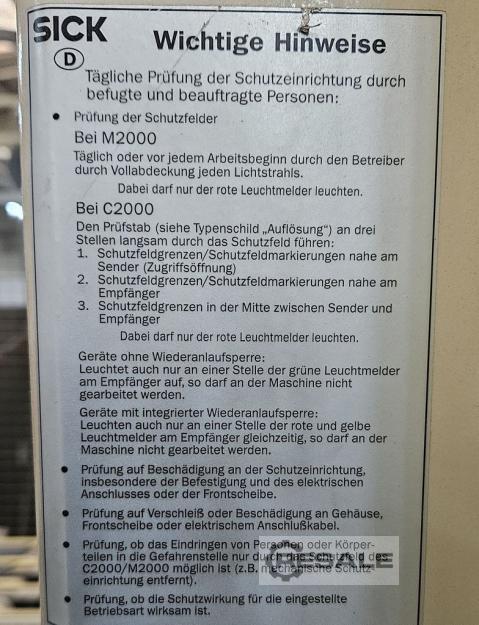 SICK
Wichtige Hinweise
D
Tägliche Prüfung der Schutzeinrichtung durch
befugte und beauftragte Personen:
• Prüfung der Schutzfelder
Bei M2000
Täglich oder vor jedem Arbeitsbeginn durch den Betreiber
durch Vollabdeckung jeden Lichtstrahls.
Dabei darf nur der rote Leuchtmelder leuchten.
Bei C2000
Den Prüfstab (siehe Typenschild „Auflösung") an drei
Stellen langsam durch das Schutzfeld führen:
1. Schutzfeldgrenzen/Schutzfeldmarkierungen nahe am
Sender (Zugriffsöffnung)
2. Schutzfeldgrenzen/Schutzfeldmarkierungen nahe am
Empfänger
3. Schutzfeldgrenzen in der Mitte zwischen Sender und
Empfänger
Dabei darf nur der rote Leuchtmelder leuchten.
Geräte ohne Wiederanlaufsperre:
Leuchtet auch nur an einer Stelle der grüne Leuchtmelder
am Empfänger auf, so darf an der Maschine nicht
gearbeitet werden.
Geräte mit integrierter Wiederanlaufsperre:
Leuchten auch nur an einer Stelle der rote und gelbe
Leuchtmelder am Empfänger gleichzeitig, so darf an der
Maschine nicht gearbeitet werden.
• Prüfung auf Beschädigung an der Schutzeinrichtung,
insbesondere der Befestigung und des elektrischen
Anschlusses oder der Frontscheibe.
• Prüfung auf Verschleiß oder Beschädigung an Gehäuse,
Frontscheibe oder elektrischem Anschlußkabel.
• Prüfung, ob das Eindringen von Personen oder Körper-
teilen in die Gefahrenstelle nur durch das Schutzfeld des
C2000/M2000 möglich ist (z.B. mechanische Schutz-
einrichtung entfernt).
• Prüfung, ob die Schutzwirkung für die eingestellte
Betriebsart wirksam ist.